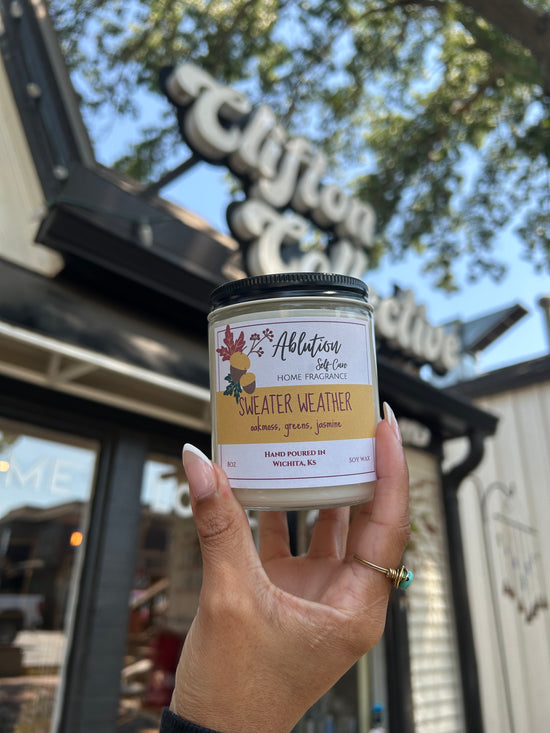 Clifton
Ablution
Self-Care
HOME FRAGRANCE
SWEATER WEATHER
oakmoss, greens, jasmine
8OZ
HAND POURED IN
WICHITA, KS
SOY WAX